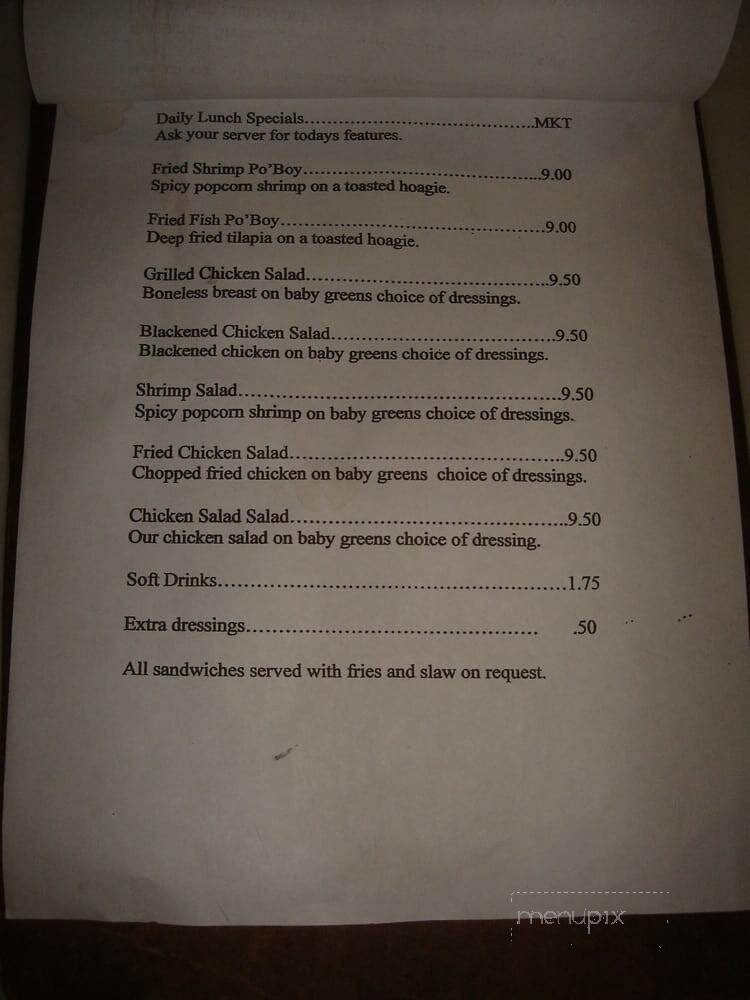 Daily Lunch Specials..........................................MKT
Ask your server for todays features.
Fried Shrimp Po'Boy...........................................9.00
Spicy popcorn shrimp on a toasted hoagie.
Fried Fish Po'Boy................................................9.00
Deep fried tilapia on a toasted hoagie.
Grilled Chicken Salad...........................................9.50
Boneless breast on baby greens choice of dressings.
Blackened Chicken Salad.......................................9.50
Blackened chicken on baby greens choice of dressings.
Shrimp Salad........................................................9.50
Spicy popcorn shrimp on baby greens choice of dressings.
Fried Chicken Salad...............................................9.50
Chopped fried chicken on baby greens  choice of dressings.
Chicken Salad Salad...............................................9.50
Our chicken salad on baby greens choice of dressing.
Soft Drinks............................................................1.75
Extra dressings..................................................      .50
All sandwiches served with fries and slaw on request.
menupix